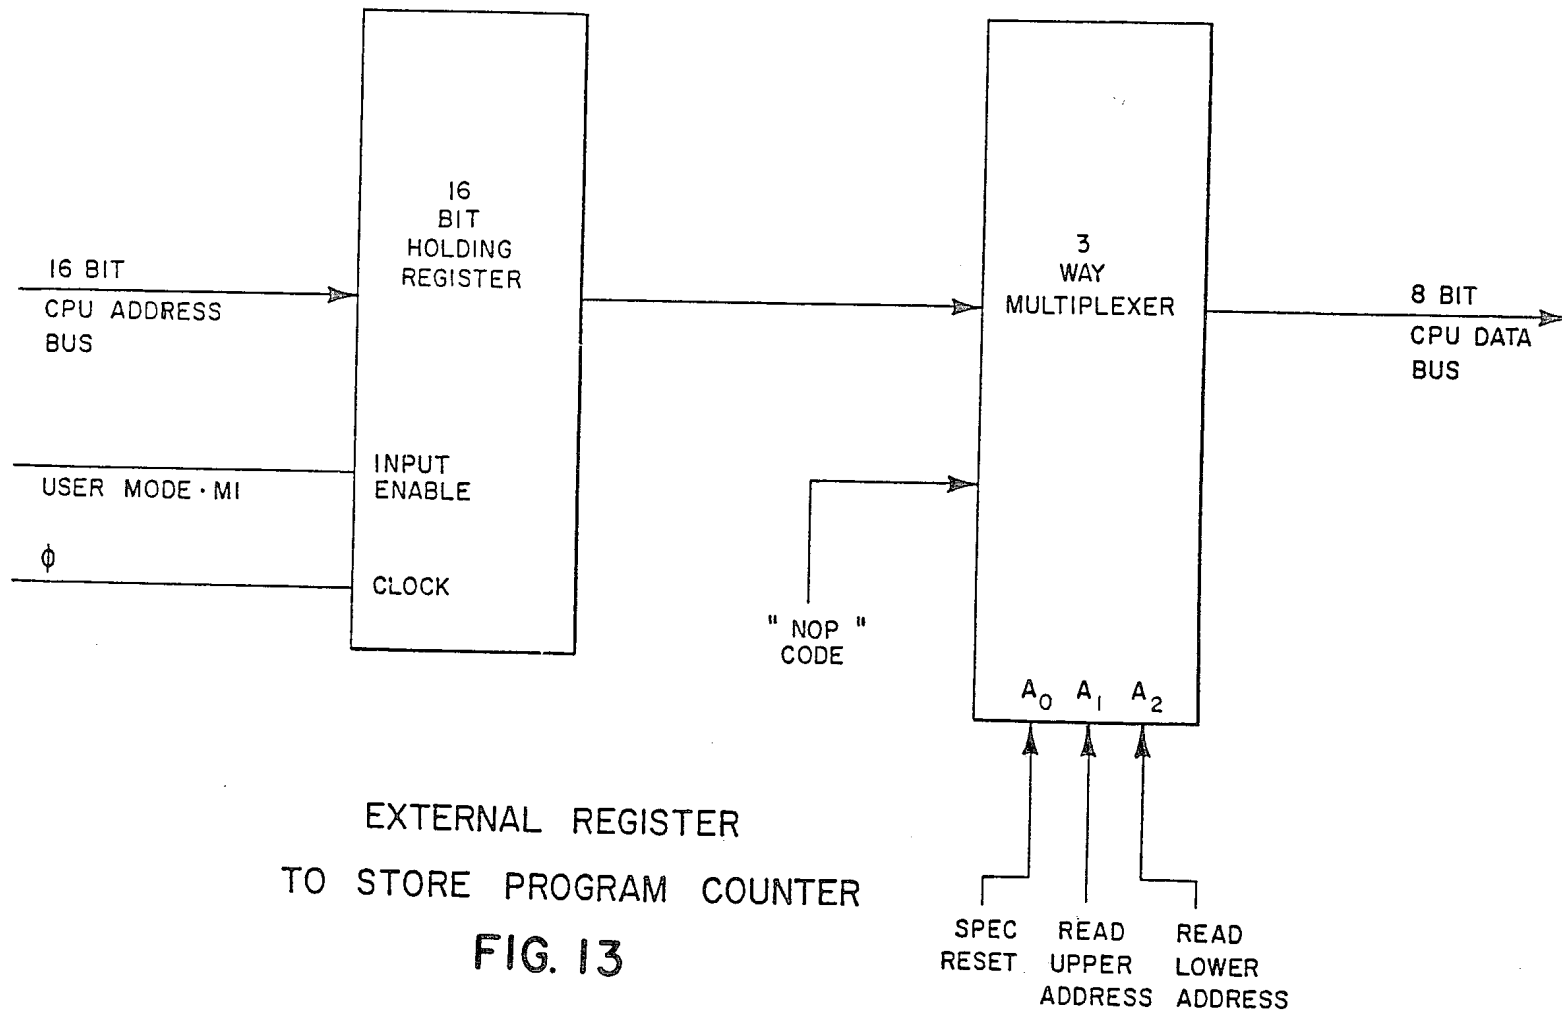 16
BIT
HOLDING
REGISTER
16 BIT
CPU ADDRESS
BUS
INPUT
ENABLE
USER MODE · M1
ϕ
CLOCK
3
WAY
MULTIPLEXER
8 BIT
CPU DATA
BUS
" NOP "
CODE
A₀ A₁ A₂
SPEC
RESET
READ
UPPER
ADDRESS
READ
LOWER
ADDRESS
EXTERNAL REGISTER
TO STORE PROGRAM COUNTER
FIG. 13